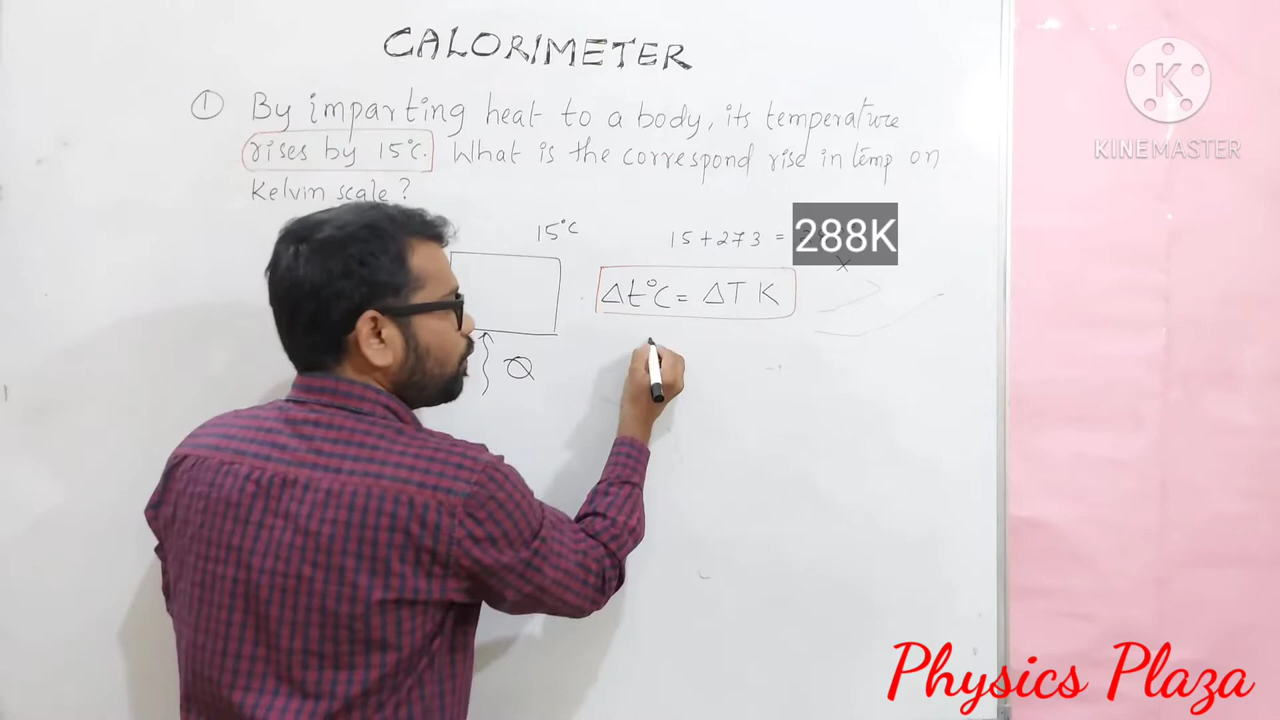 CALORIMETER
① By imparting heat to a body, its temperature
rises by 15°C. What is the correspond rise in temp on
Kelvin scale?
15°C
15+273 = 288K
x
Δt°C = ΔT K
Q
K
KINEMASTER
Physics Plaza